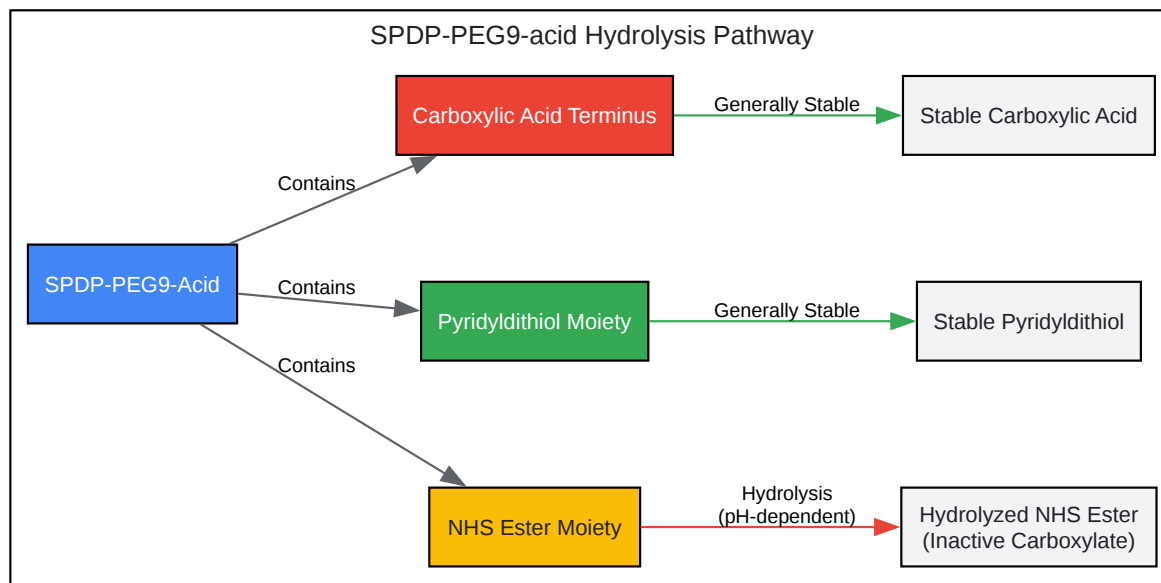 SPDP-PEG9-acid Hydrolysis Pathway
Carboxylic Acid Terminus
Generally Stable
Stable Carboxylic Acid
Contains
SPDP-PEG9-Acid
Contains
Pyridyldithiol Moiety
Generally Stable
Stable Pyridyldithiol
Contains
NHS Ester Moiety
Hydrolysis
(pH-dependent)
Hydrolyzed NHS Ester
(Inactive Carboxylate)